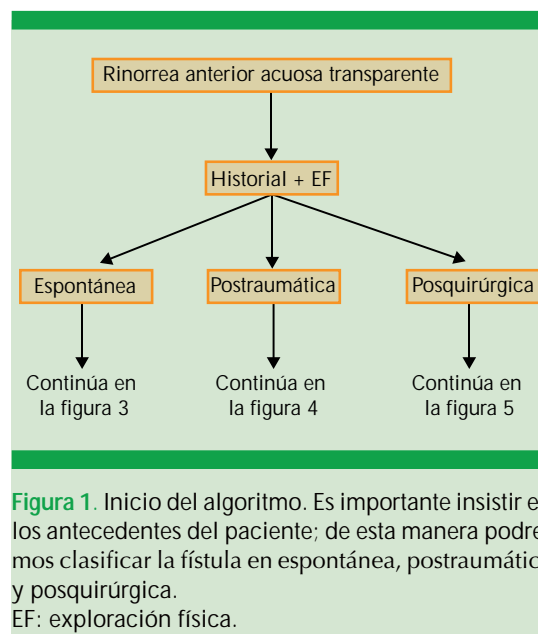 Rinorrea anterior acuosa transparente
Historial + EF
Espontánea
Postraumática
Posquirúrgica
Continúa en
la figura 3
Continúa en
la figura 4
Continúa en
la figura 5
Figura 1. Inicio del algoritmo. Es importante insistir e
los antecedentes del paciente; de esta manera podre
mos clasificar la fístula en espontánea, postraumátic
y posquirúrgica.
EF: exploración física.